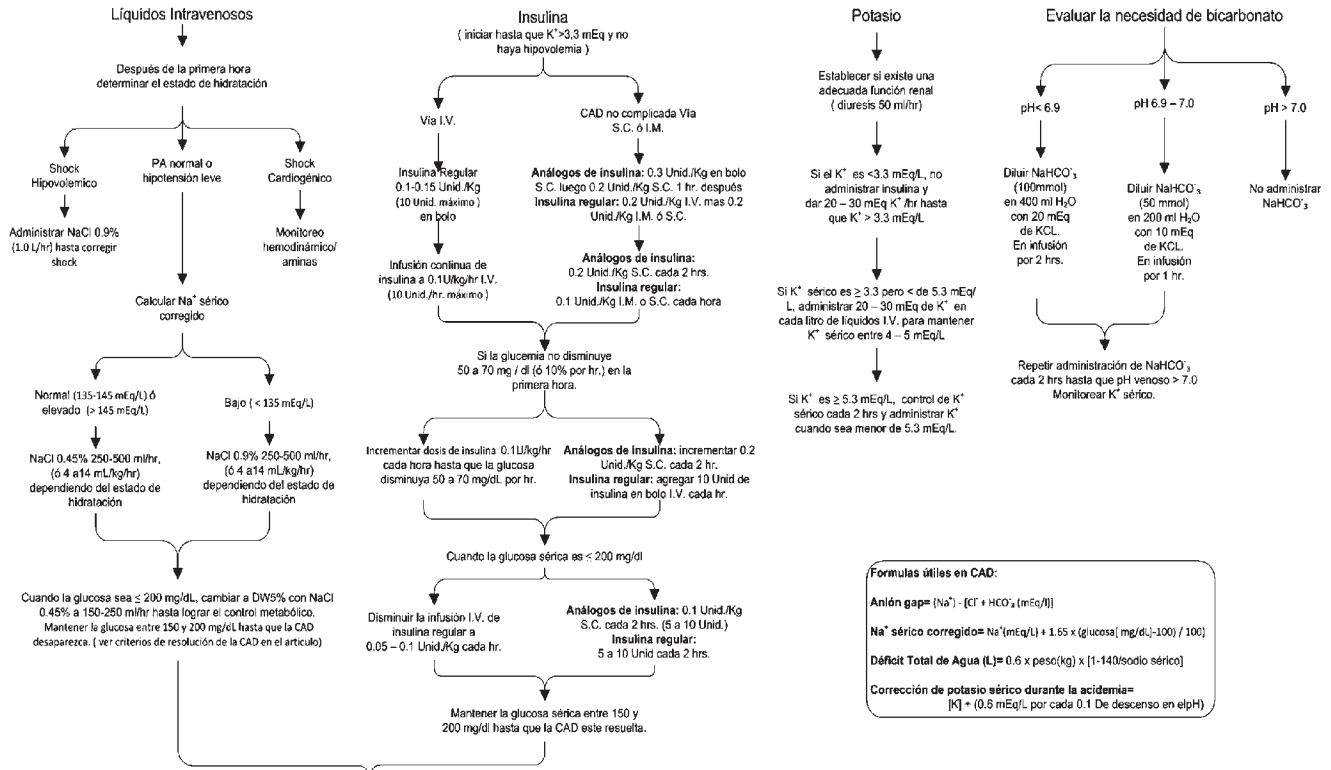 Líquidos Intravenosos
Después de la primera hora
determinar el estado de hidratación
Shock
Hipovolemico
PA normal o
hipotensión leve
Shock
Cardiogénico
Administrar NaCl 0.9%
(1.0 L/hr) hasta corregir
shock
Monitoreo
hemodinámico/
aminas
Calcular Na⁺ sérico
corregido
Normal (135-145 mEq/L) ó
elevado (> 145 mEq/L)
Bajo ( < 135 mEq/L)
NaCl 0.45% 250-500 ml/hr,
(ó 4 a14 mL/kg/hr)
dependiendo del estado de
hidratación
NaCl 0.9% 250-500 ml/hr,
(ó 4 a14 mL/kg/hr)
dependiendo del estado de
hidratación
Cuando la glucosa sea ≤ 200 mg/dL, cambiar a DW5% con NaCl
0.45% a 150-250 ml/hr hasta lograr el control metabólico.
Mantener la glucosa entre 150 y 200 mg/dL hasta que la CAD
desaparezca. ( ver criterios de resolución de la CAD en el articulo)
Insulina
( iniciar hasta que K⁺>3,3 mEq y no
haya hipovolemia)
Vía I.V.
CAD no complicada Vía
S.C. ó I.M.
Insulina Regular
0.1-0.15 Unid./Kg
(10 Unid. máximo )
en bolo
Análogos de insulina: 0.3 Unid./Kg en bolo
S.C. luego 0.2 Unid./Kg S.C. 1 hr. después
Insulina regular: 0.2 Unid./Kg I.V. mas 0.2
Unid./Kg I.M. ó S.C.
Infusión continua de
insulina a 0.1U/kg/hr I.V.
(10 Unid./hr. máximo )
Análogos de insulina:
0.2 Unid./Kg S.C. cada 2 hrs.
Insulina regular:
0.1 Unid./Kg I.M. o S.C. cada hora
Si la glucemia no disminuye
50 a 70 mg / dl (ó 10% por hr.) en la
primera hora.
Incrementar dosis de insulina 0.1U/kg/hr
cada hora hasta que la glucosa
disminuya 50 a 70 mg/dL por hr.
Análogos de Insulina: incrementar 0.2
Unid./Kg S.C. cada 2 hr.
Insulina regular: agregar 10 Unid de
insulina en bolo I.V. cada hr.
Cuando la glucosa sérica es ≤ 200 mg/dl
Disminuir la infusión I.V. de
insulina regular a
0.05 – 0.1 Unid./Kg cada hr.
Análogos de insulina: 0.1 Unid./Kg
S.C. cada 2 hrs. (5 a 10 Unid.)
Insulina regular:
5 a 10 Unid cada 2 hrs.
Mantener la glucosa sérica entre 150 y
200 mg/dl hasta que la CAD este resuelta.
Potasio
Establecer si existe una
adecuada función renal
( diuresis 50 ml/hr)
Si el K⁺ es <3.3 mEq/L, no
administrar insulina y
dar 20 – 30 mEq K⁺ /hr hasta
que K⁺ > 3.3 mEq/L
Si K⁺ sérico es ≥ 3.3 pero < de 5.3 mEq/
L, administrar 20 – 30 mEq de K⁺ en
cada litro de líquidos I.V. para mantener
K⁺ sérico entre 4 – 5 mEq/L
Si K⁺ es ≥ 5.3 mEq/L, control de K⁺
sérico cada 2 hrs y administrar K⁺
cuando sea menor de 5.3 mEq/L.
Evaluar la necesidad de bicarbonato
pH< 6.9
pH 6.9 – 7.0
pH > 7.0
Diluir NaHCO⁻₃
(100mmol)
en 400 ml H₂O
con 20 mEq
de KCL.
En infusión
por 2 hrs.
Diluir NaHCO⁻₃
(50 mmol)
en 200 ml H₂O
con 10 mEq
de KCL.
En infusión
por 1 hr.
No administrar
NaHCO⁻₃
Repetir administración de NaHCO⁻₃
cada 2 hrs hasta que pH venoso > 7.0
Monitorear K⁺ sérico.
Formulas útiles en CAD:
Anión gap= (Na⁺) - [Cl⁻ + HCO⁻₃ (mEq/l)]
Na⁺ sérico corregido= Na⁺(mEq/L) + 1.65 x (glucosa( mg/dL)-100) / 100)
Déficit Total de Agua (L)= 0.6 x peso(kg) x [1-140/sodio sérico]
Corrección de potasio sérico durante la acidemia=
[K] + (0.6 mEq/L por cada 0.1 De descenso en elpH)